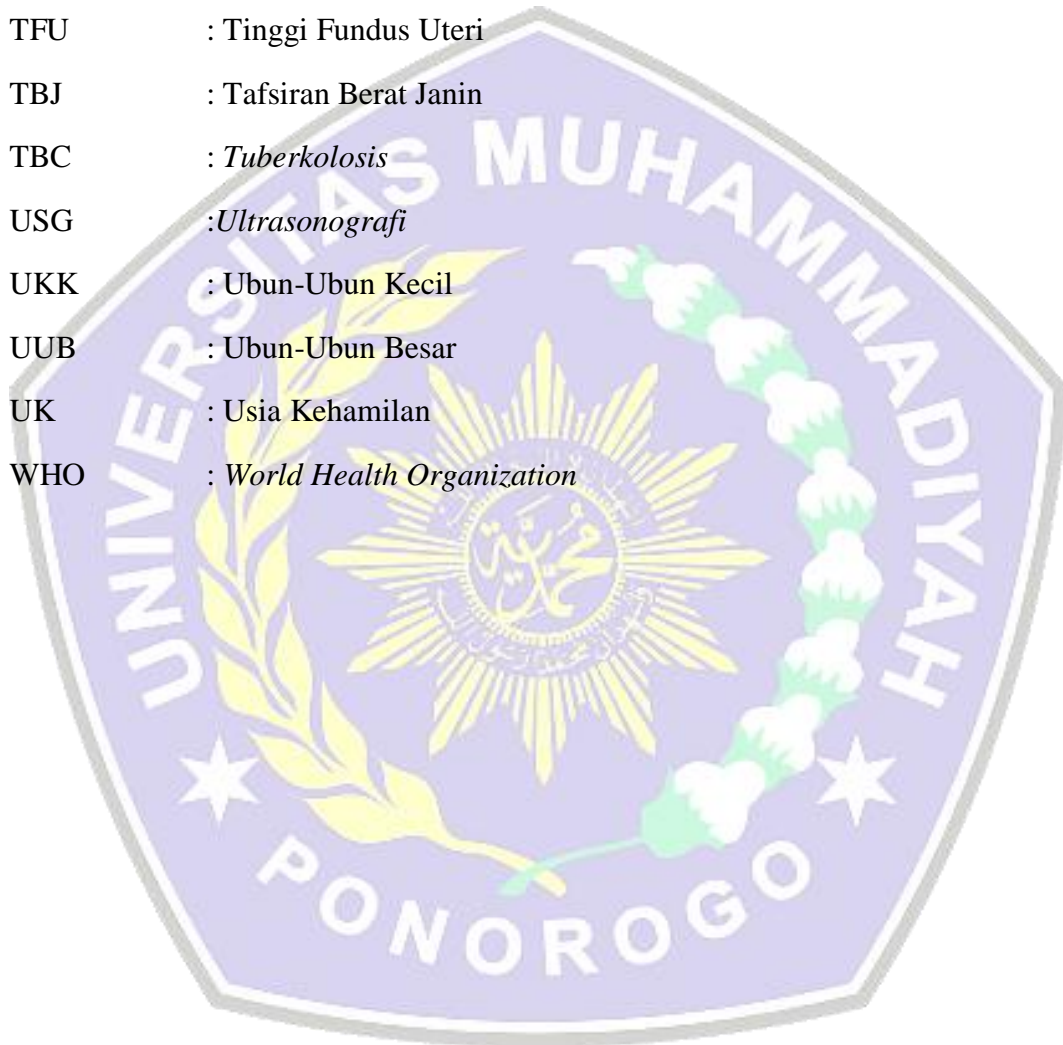 TFU : Tinggi Fundus Uteri
TBJ : Tafsiran Berat Janin
TBC : Tuberkolosis
USG :Ultrasonografi
UKK : Ubun-Ubun Kecil
UUB : Ubun-Ubun Besar
UK : Usia Kehamilan
WHO : World Health Organization
UNIVERSITAS MUHAMMADIYAH
PONOROGO